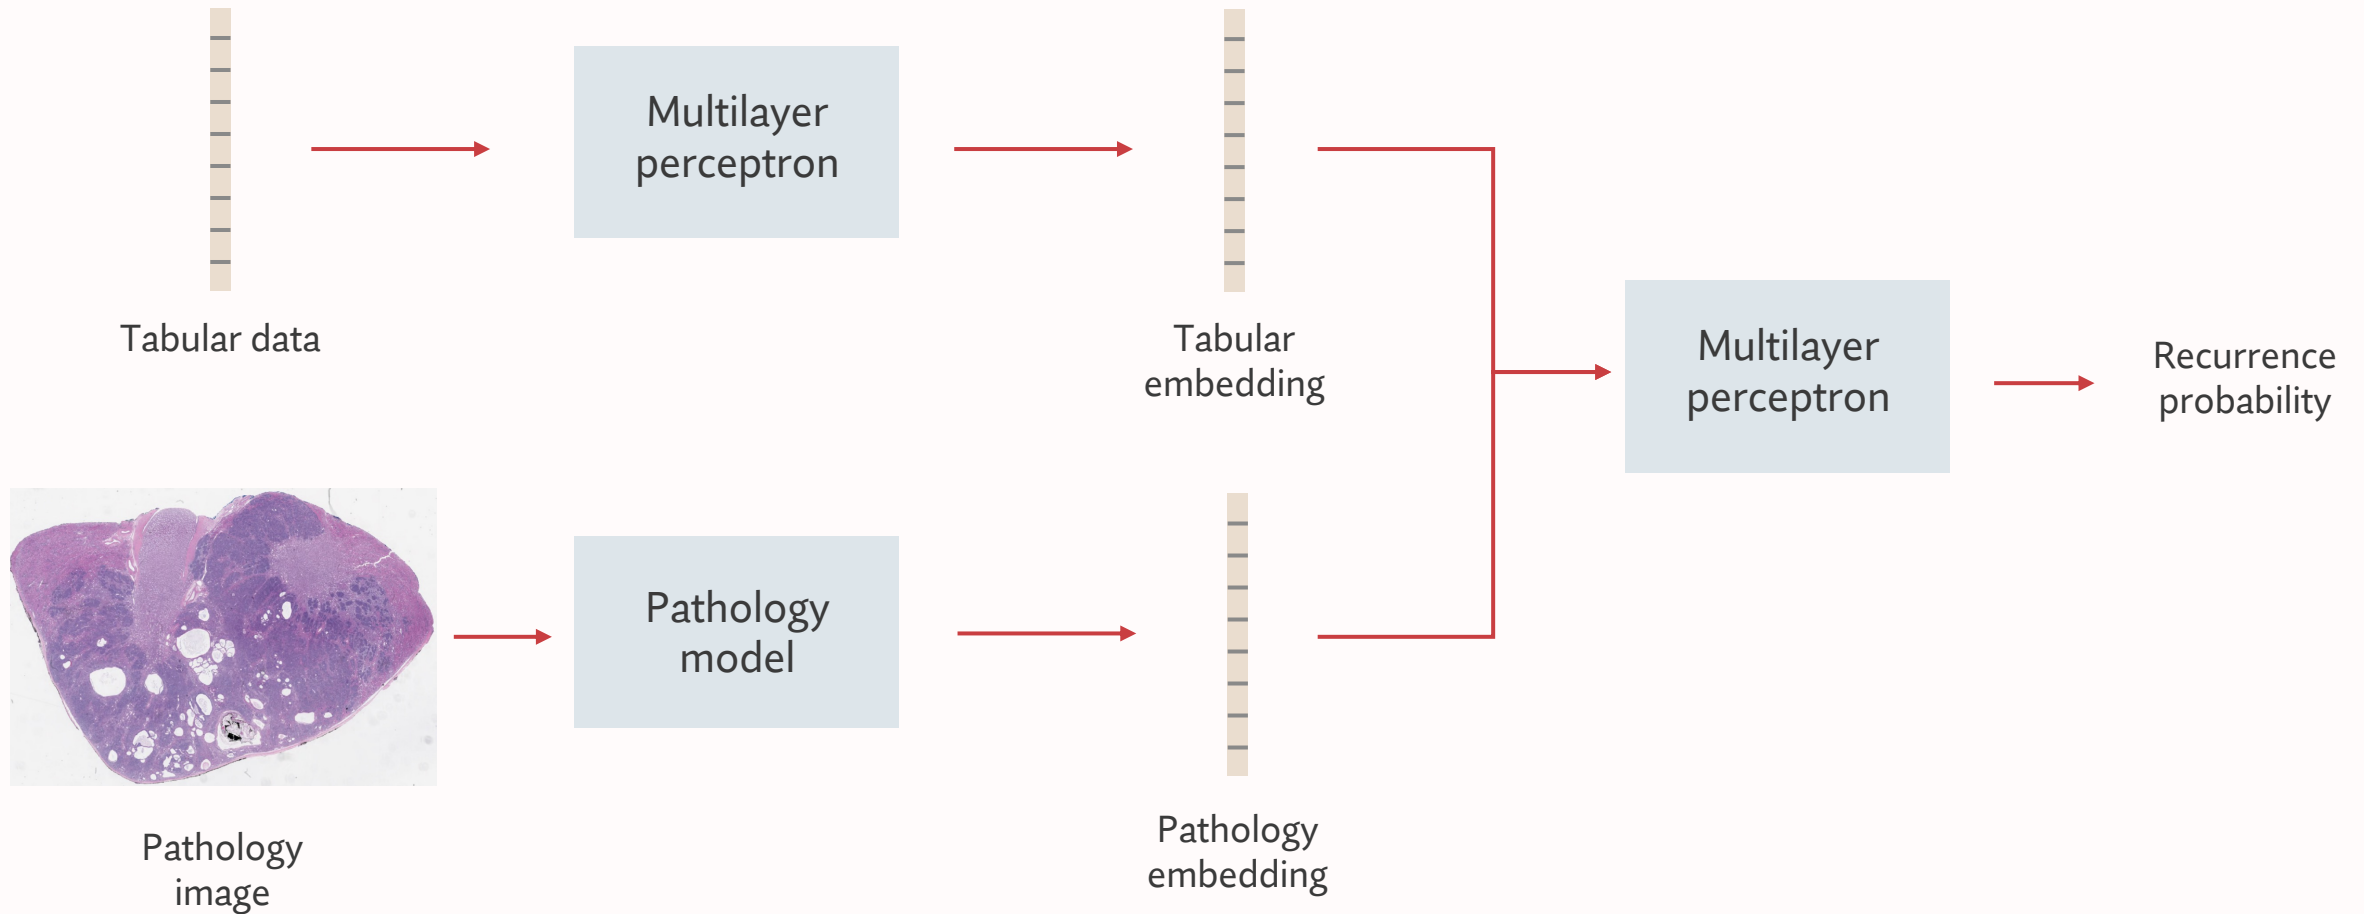 Multilayer
perceptron
Tabular data
Tabular
embedding
Multilayer
perceptron
Recurrence
probability
Pathology
model
Pathology
image
Pathology
embedding